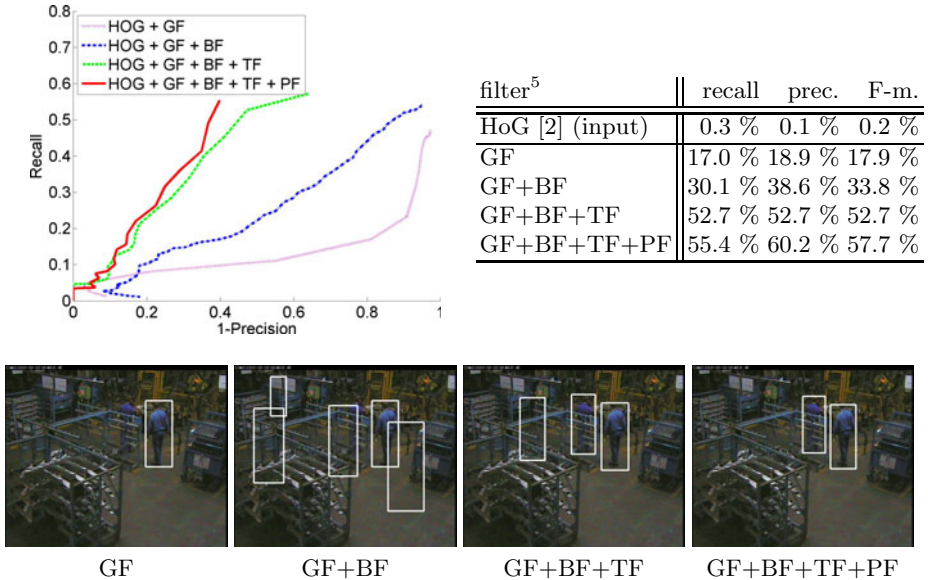 0.8
0.7
0.6
0.5
0.4
0.3
0.2
0.1
0
Recall
HOG + GF
HOG + GF + BF
HOG + GF + BF + TF
HOG + GF + BF + TF + PF
0.2 0.4 0.6 0.8 1
1-Precision
filter5 recall prec. F-m.
HoG [2] (input) 0.3 % 0.1 % 0.2 %
GF 17.0 % 18.9 % 17.9 %
GF+BF 30.1 % 38.6 % 33.8 %
GF+BF+TF 52.7 % 52.7 % 52.7 %
GF+BF+TF+PF 55.4 % 60.2 % 57.7 %
GF GF+BF GF+BF+TF GF+BF+TF+PF